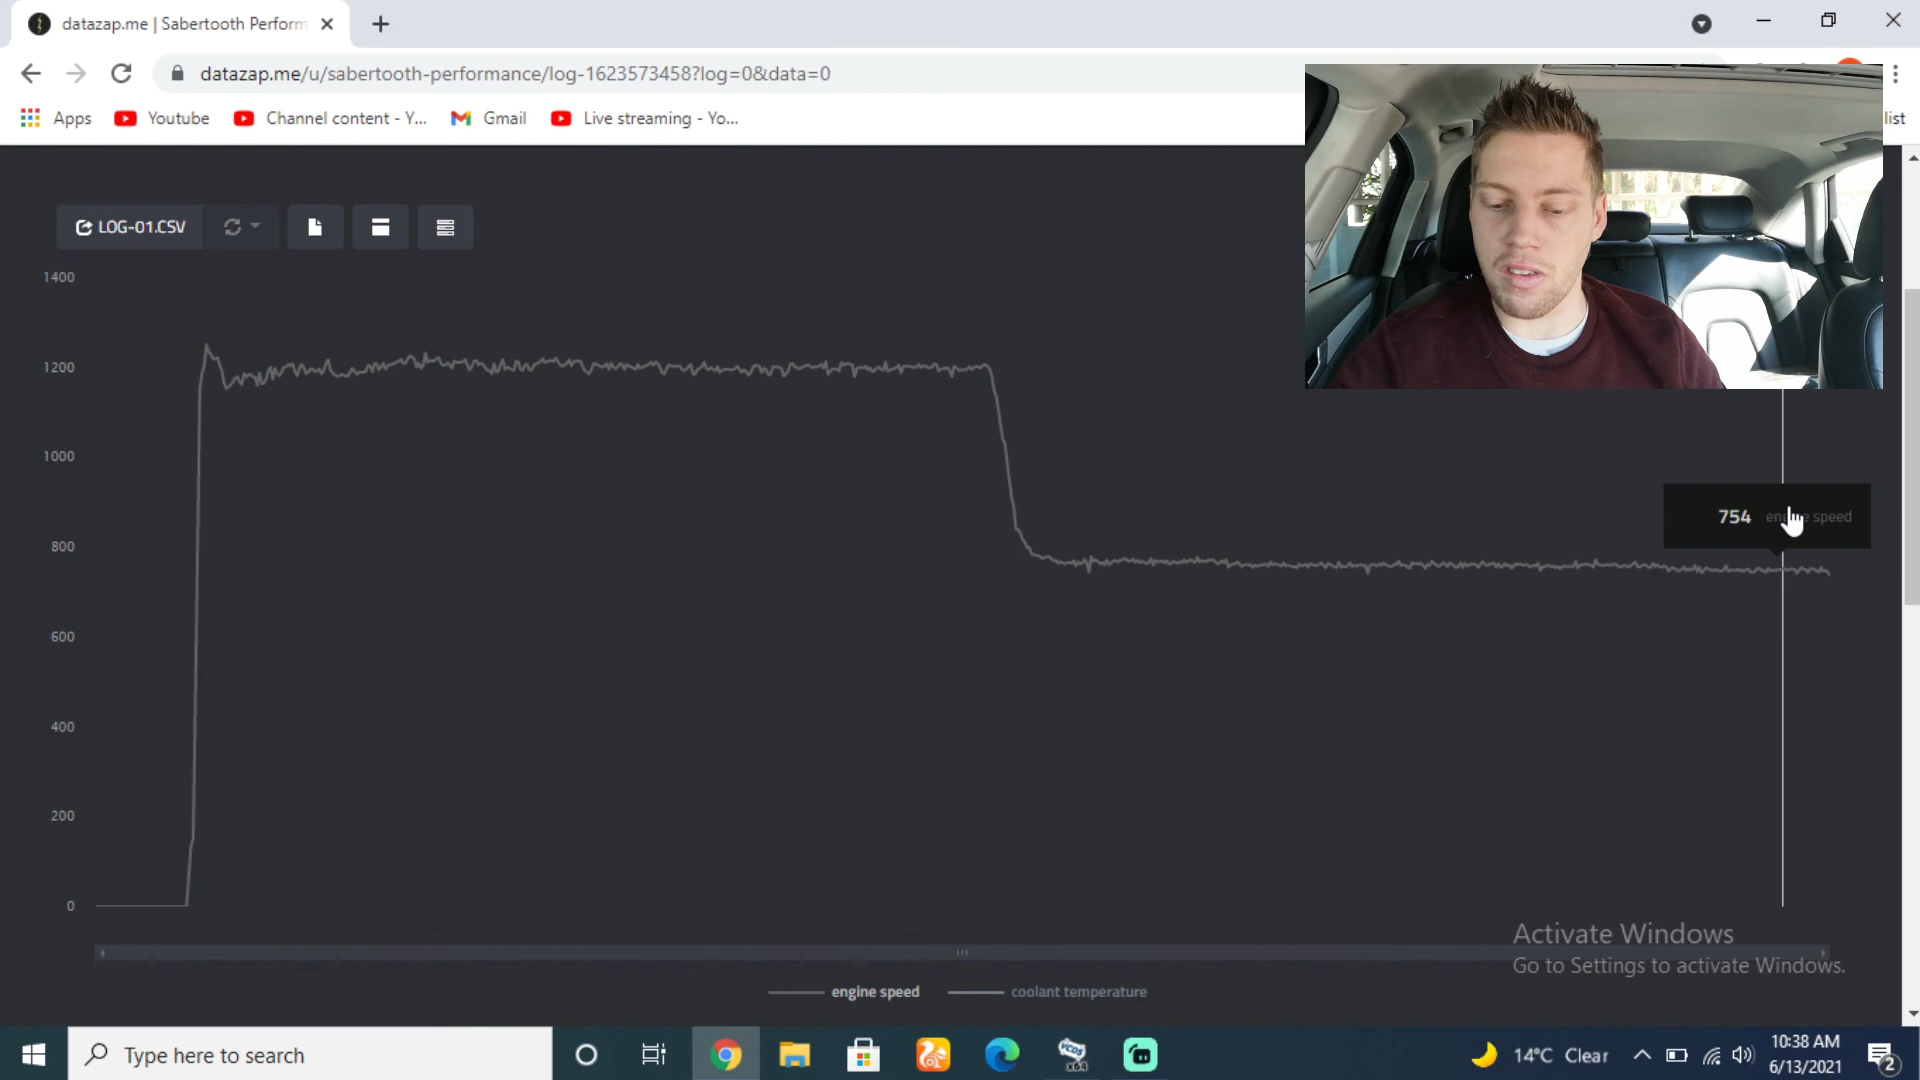 datazap.me | Sabertooth Perform
datazap.me/u/sabertooth-performance/log-1623573458?log=0&data=0
Apps
Youtube
Channel content - Y...
Gmail
Live streaming - Yo...
list
LOG-01.CSV
1400
1200
1000
800
600
400
200
0
754 engine speed
engine speed
coolant temperature
Activate Windows
Go to Settings to activate Windows.
Type here to search
VCDS
x64
14°C Clear
10:38 AM
6/13/2021
2